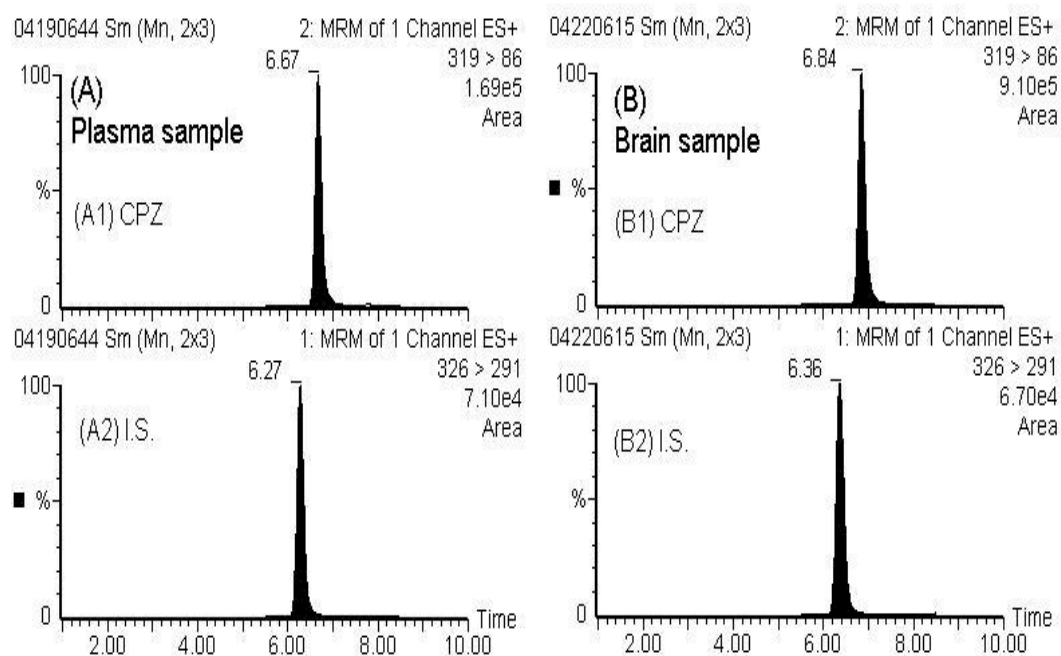 04190644 Sm (Mn, 2x3) 2: MRM of 1 Channel ES+
6.67 319 > 86
100 1.69e5
(A) Area
Plasma sample
%
(A1) CPZ
0
04220615 Sm (Mn, 2x3) 2: MRM of 1 Channel ES+
6.84 319 > 86
100 9.10e5
(B) Area
Brain sample
%
(B1) CPZ
0
04190644 Sm (Mn, 2x3) 1: MRM of 1 Channel ES+
6.27 326 > 291
100 7.10e4
(A2) I.S. Area
%
0 Time
2.00 4.00 6.00 8.00 10.00
04220615 Sm (Mn, 2x3) 1: MRM of 1 Channel ES+
6.36 326 > 291
100 6.70e4
(B2) I.S. Area
%
0 Time
2.00 4.00 6.00 8.00 10.00